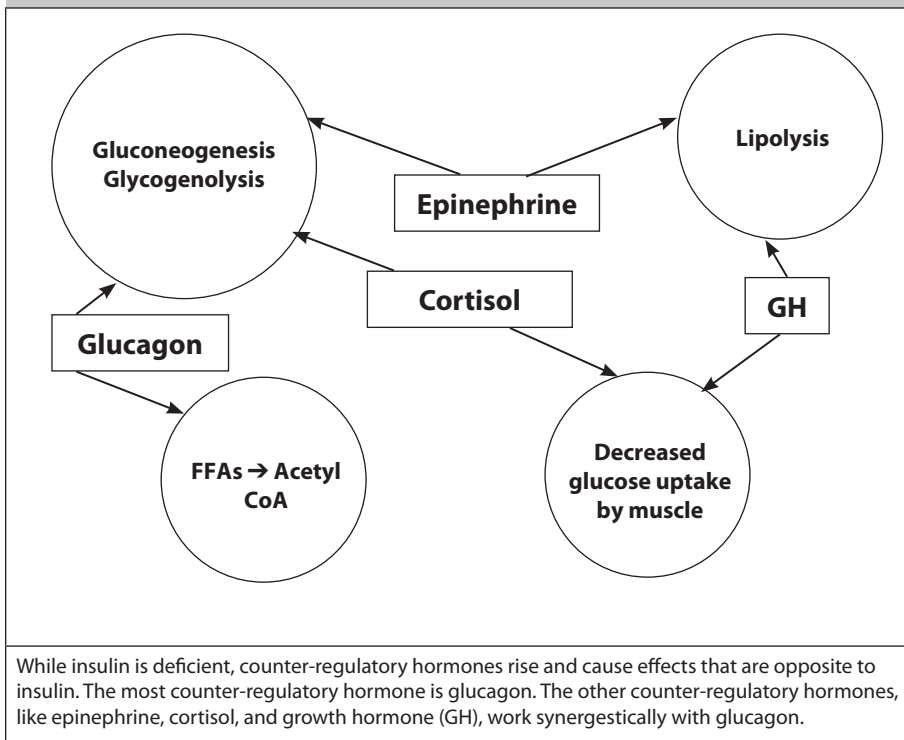 Gluconeogenesis
Glycogenolysis
Lipolysis
Epinephrine
Cortisol
GH
Glucagon
FFAs → Acetyl
CoA
Decreased
glucose uptake
by muscle
While insulin is deficient, counter-regulatory hormones rise and cause effects that are opposite to
insulin. The most counter-regulatory hormone is glucagon. The other counter-regulatory hormones,
like epinephrine, cortisol, and growth hormone (GH), work synergestically with glucagon.